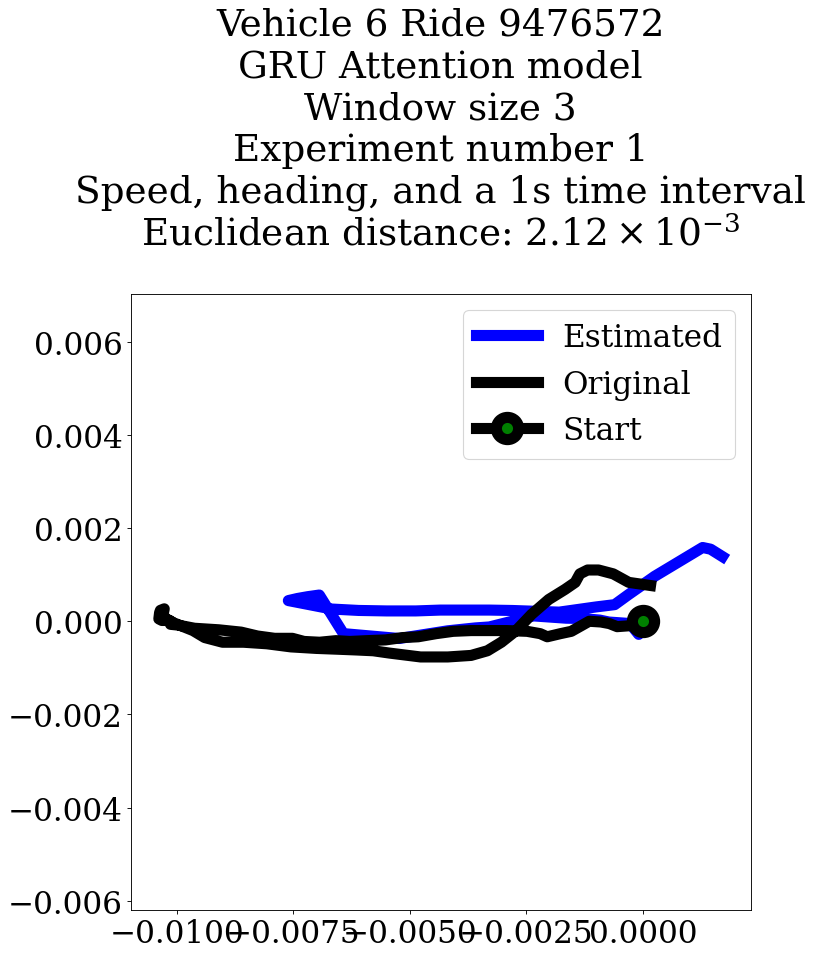 Vehicle 6 Ride 9476572
GRU Attention model
Window size 3
Experiment number 1
Speed, heading, and a 1s time interval
Euclidean distance: 2.12 × 10⁻³
Estimated
Original
Start
0.006
0.004
0.002
0.000
−0.002
−0.004
−0.006
−0.0100 −0.0075 −0.0050 −0.0025 0.0000